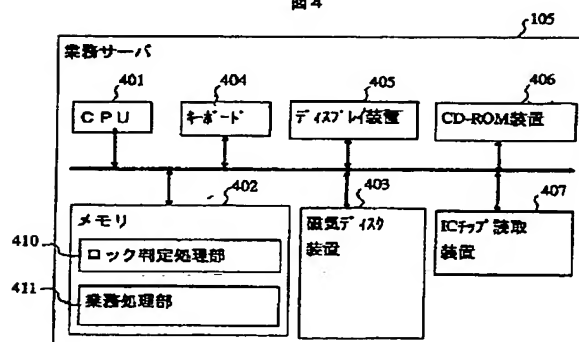 図4
105
業務サーバ
401
404
405
406
CPU
キーボード
ディスプレイ装置
CD-ROM装置
402
403
407
メモリ
磁気ディスク
装置
ICチップ読取
装置
410
ロック判定処理部
411
業務処理部